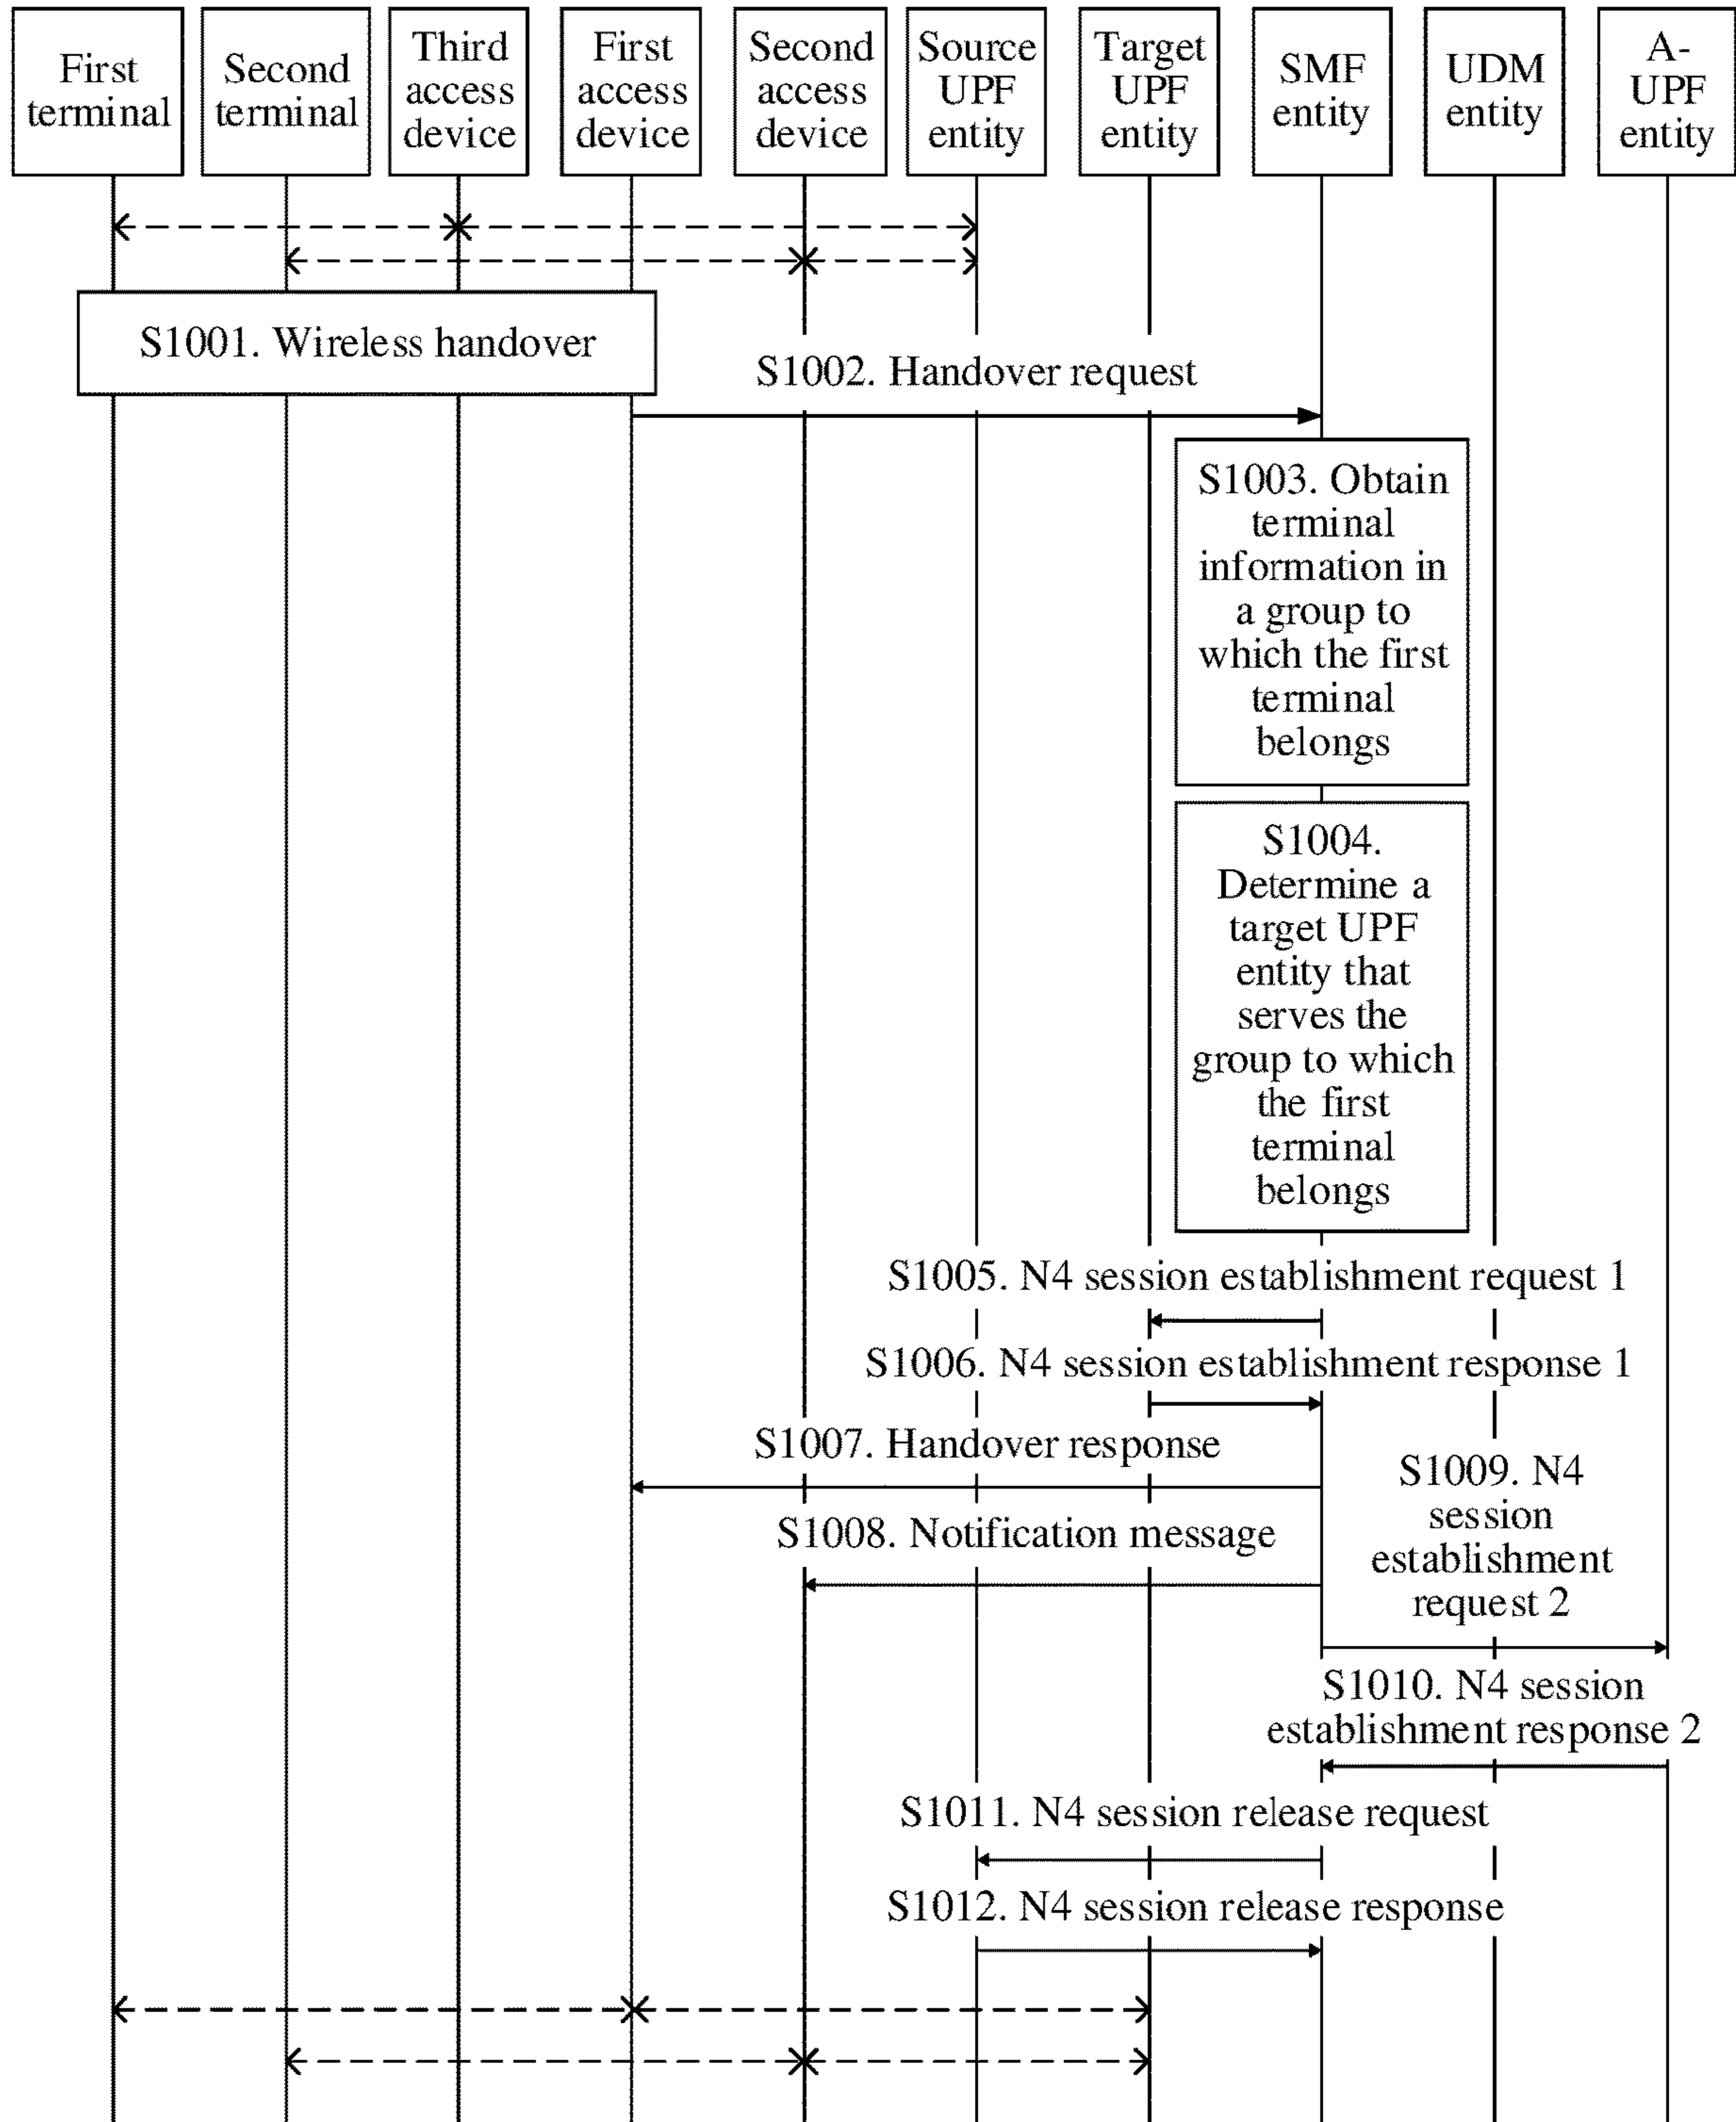 First
terminal
Second
terminal
Third
access
device
First
access
device
Second
access
device
Source
UPF
entity
Target
UPF
entity
SMF
entity
UDM
entity
A-
UPF
entity
S1001. Wireless handover
S1002. Handover request
S1003. Obtain
terminal
information in
a group to
which the first
terminal
belongs
S1004.
Determine a
target UPF
entity that
serves the
group to which
the first
terminal
belongs
S1005. N4 session establishment request 1
S1006. N4 session establishment response 1
S1007. Handover response
S1008. Notification message
S1009. N4
session
establishment
request 2
S1010. N4 session
establishment response 2
S1011. N4 session release request
S1012. N4 session release response